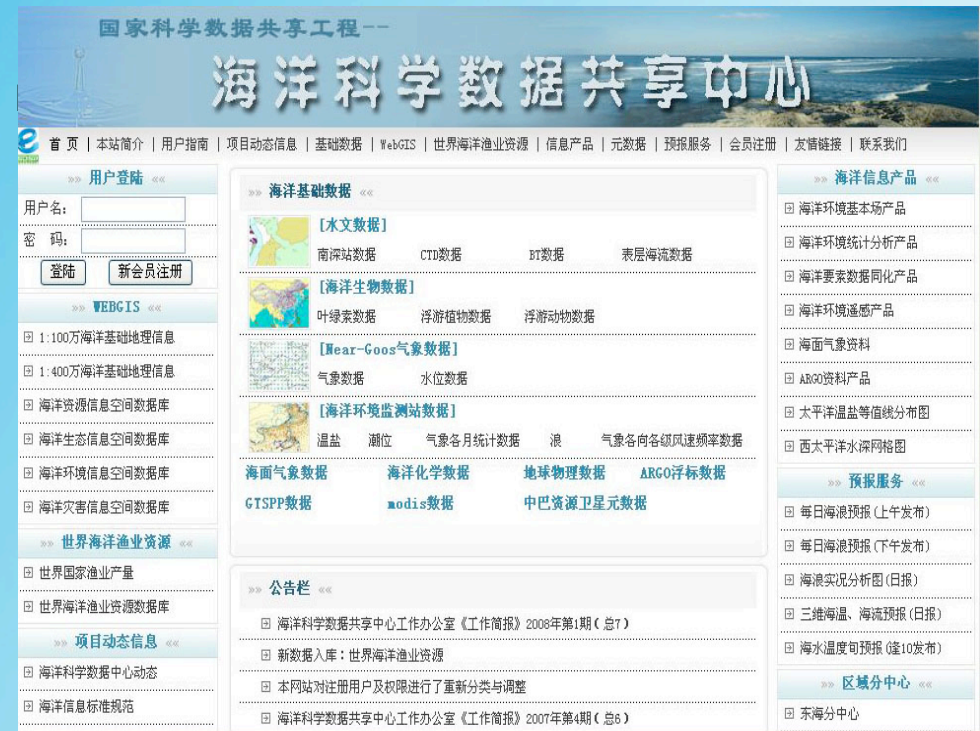 国家科学数据共享工程--
海洋科学数据共享中心
首 页 | 本站简介 | 用户指南 | 项目动态信息 | 基础数据 | WebGIS | 世界海洋渔业资源 | 信息产品 | 元数据 | 预报服务 | 会员注册 | 友情链接 | 联系我们
用户登陆
用户名：
密 码：
登陆 新会员注册
WEBGIS
1:100万海洋基础地理信息
1:400万海洋基础地理信息
海洋资源信息空间数据库
海洋生态信息空间数据库
海洋环境信息空间数据库
海洋灾害信息空间数据库
世界海洋渔业资源
世界国家渔业产量
世界海洋渔业资源数据库
项目动态信息
海洋科学数据中心动态
海洋信息标准规范
海洋基础数据
[水文数据]
南深站数据 CTD数据 BT数据 表层海流数据
[海洋生物数据]
叶绿素数据 浮游植物数据 浮游动物数据
[Near-Goos气象数据]
气象数据 水位数据
[海洋环境监测站数据]
温盐 潮位 气象各月统计数据 浪 气象各向各级风速频率数据
海面气象数据 海洋化学数据 地球物理数据 ARGO浮标数据
GTSPP数据 modis数据 中巴资源卫星元数据
公告栏
海洋科学数据共享中心工作办公室《工作简报》2008年第1期(总7)
新数据入库：世界海洋渔业资源
本网站对注册用户及权限进行了重新分类与调整
海洋科学数据共享中心工作办公室《工作简报》2007年第4期(总6)
海洋信息产品
海洋环境基本场产品
海洋环境统计分析产品
海洋要素数据同化产品
海洋环境遥感产品
海面气象资料
ARGO资料产品
太平洋温盐等值线分布图
西太平洋水深网格图
预报服务
每日海浪预报(上午发布)
每日海浪预报(下午发布)
海浪实况分析图(日报)
三维海温、海流预报(日报)
海水温度旬预报(逢10发布)
区域分中心
东海分中心